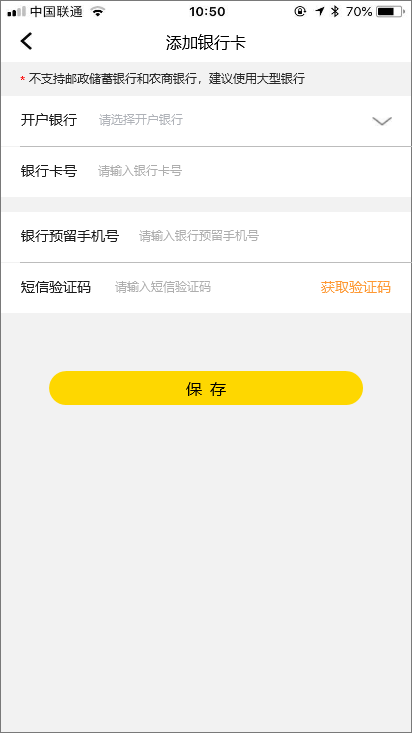 中国联通 10:50 70%
添加银行卡
* 不支持邮政储蓄银行和农商银行，建议使用大型银行
开户银行 请选择开户银行
银行卡号 请输入银行卡号
银行预留手机号 请输入银行预留手机号
短信验证码 请输入短信验证码 获取验证码
保 存